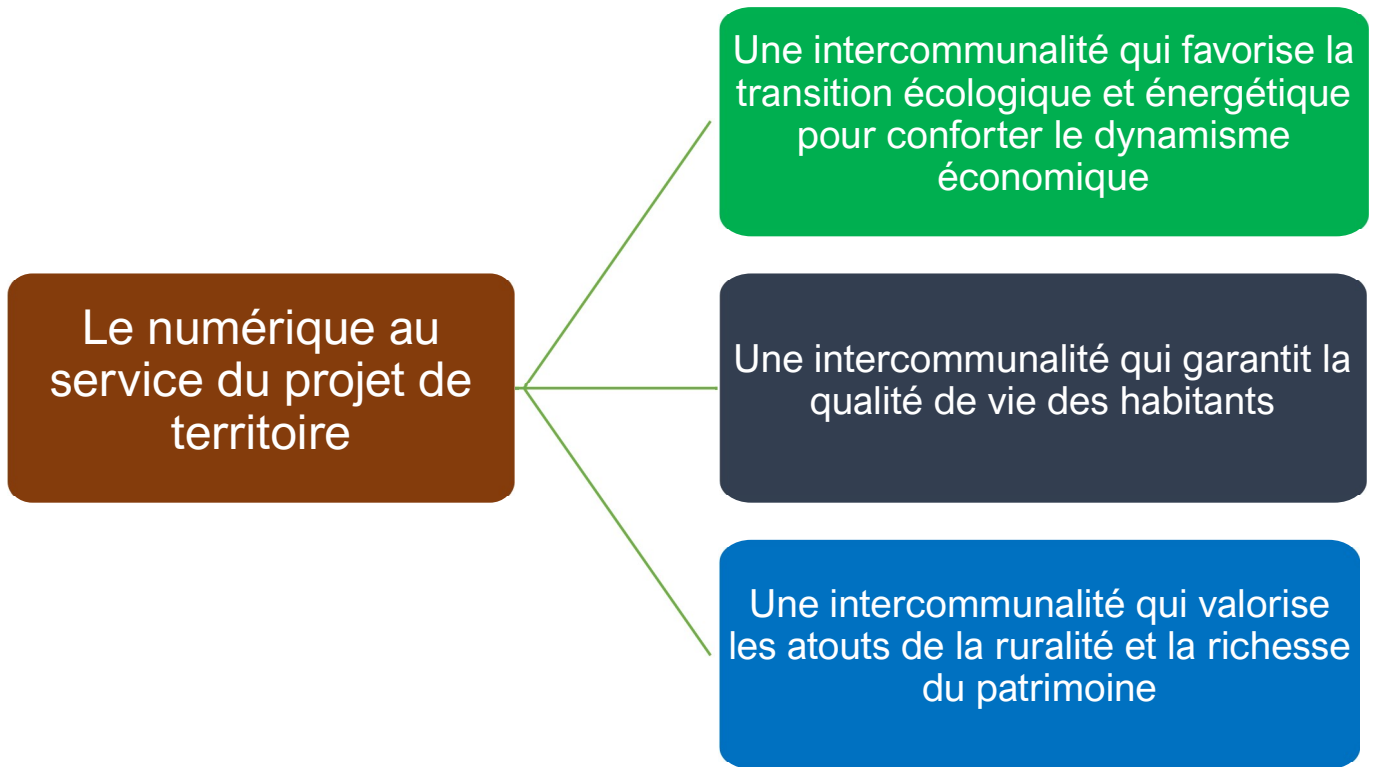 Le numérique au
service du projet de
territoire
Une intercommunalité qui favorise la
transition écologique et énergétique
pour conforter le dynamisme
économique
Une intercommunalité qui garantit la
qualité de vie des habitants
Une intercommunalité qui valorise
les atouts de la ruralité et la richesse
du patrimoine